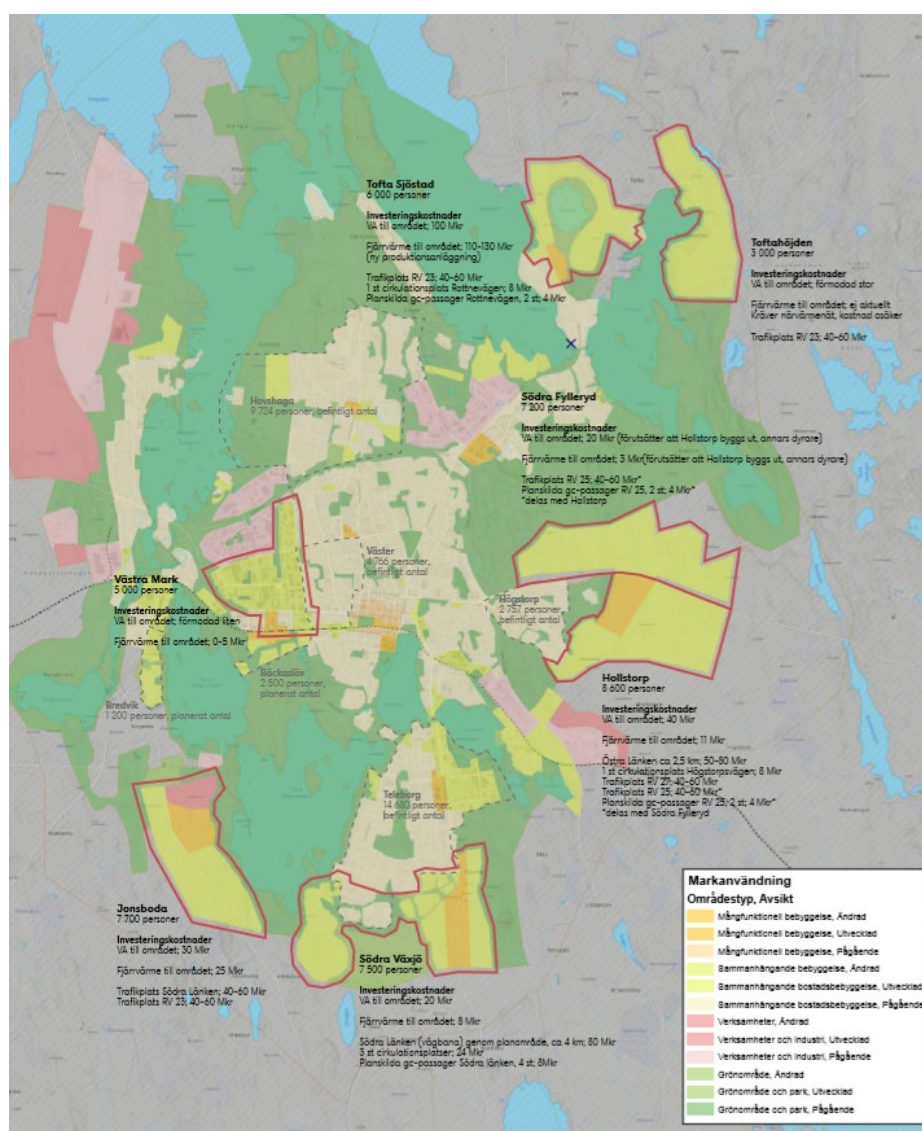 Tofta Sjöstad
6 000 personer
Investeringskostnader
VA till området; 100 Mkr
Fjärrvärme till området; 110-130 Mkr
(ny produktionsanläggning)
Trafikplats RV 23; 40-60 Mkr
1 st cirkulationsplats Rottnevägen; 8 Mkr
Planskilda gc-passager Rottnevägen, 2 st; 4 Mkr
Toftahöjden
3 000 personer
Investeringskostnader
VA till området; förmodad stor
Fjärrvärme till området; ej aktuellt
Kräver närvärmenät, kostnad osäker
Trafikplats RV 23; 40-60 Mkr
Hovshaga
9 724 personer, befintligt antal
Södra Fylleryd
7 200 personer
Investeringskostnader
VA till området; 20 Mkr (förutsätter att Hollstorp byggs ut, annars dyrare)
Fjärrvärme till området; 3 Mkr(förutsätter att Hollstorp byggs ut, annars dyrare)
Trafikplats RV 25; 40-60 Mkr*
Planskilda gc-passager RV 25, 2 st; 4 Mkr*
*delas med Hollstorp
Väster
4 766 personer,
befintligt antal
Västra Mark
5 000 personer
Investeringskostnader
VA till området; förmodad liten
Fjärrvärme till området; 0-5 Mkr
Högstorp
2 757 personer,
befintligt antal
Bäckaslöv
2 500 personer,
planerat antal
Bredvik
1 200 personer, planerat antal
Hollstorp
8 600 personer
Investeringskostnader
VA till området; 40 Mkr
Fjärrvärme till området; 11 Mkr
Östra Länken ca 2,5 km; 50-80 Mkr
1 st cirkulationsplats Högstorpsvägen; 8 Mkr
Trafikplats RV 27; 40-60 Mkr
Trafikplats RV 25; 40-60 Mkr*
Planskilda gc-passager RV 25; 2 st; 4 Mkr*
*delas med Södra Fylleryd
Teleborg
14 680 personer,
befintligt antal
Jonsboda
7 700 personer
Investeringskostnader
VA till området; 30 Mkr
Fjärrvärme till området; 25 Mkr
Trafikplats Södra Länken; 40-60 Mkr
Trafikplats RV 23; 40-60 Mkr
Södra Växjö
7 500 personer
Investeringskostnader
VA till området; 20 Mkr
Fjärrvärme till området; 8 Mkr
Södra Länken (vägbana) genom planområde, ca 4 km; 80 Mkr
3 st cirkulationsplatser; 24 Mkr
Planskilda gc-passager Södra länken, 4 st; 8Mkr
Markanvändning
Områdestyp, Avsikt
Mångfunktionell bebyggelse, Ändrad
Mångfunktionell bebyggelse, Utvecklad
Mångfunktionell bebyggelse, Pågående
Sammanhängande bebyggelse, Ändrad
Sammanhängande bostadsbebyggelse, Utvecklad
Sammanhängande bostadsbebyggelse, Pågående
Verksamheter, Ändrad
Verksamheter och industri, Utvecklad
Verksamheter och industri, Pågående
Grönområde, Ändrad
Grönområde och park, Utvecklad
Grönområde och park, Pågående